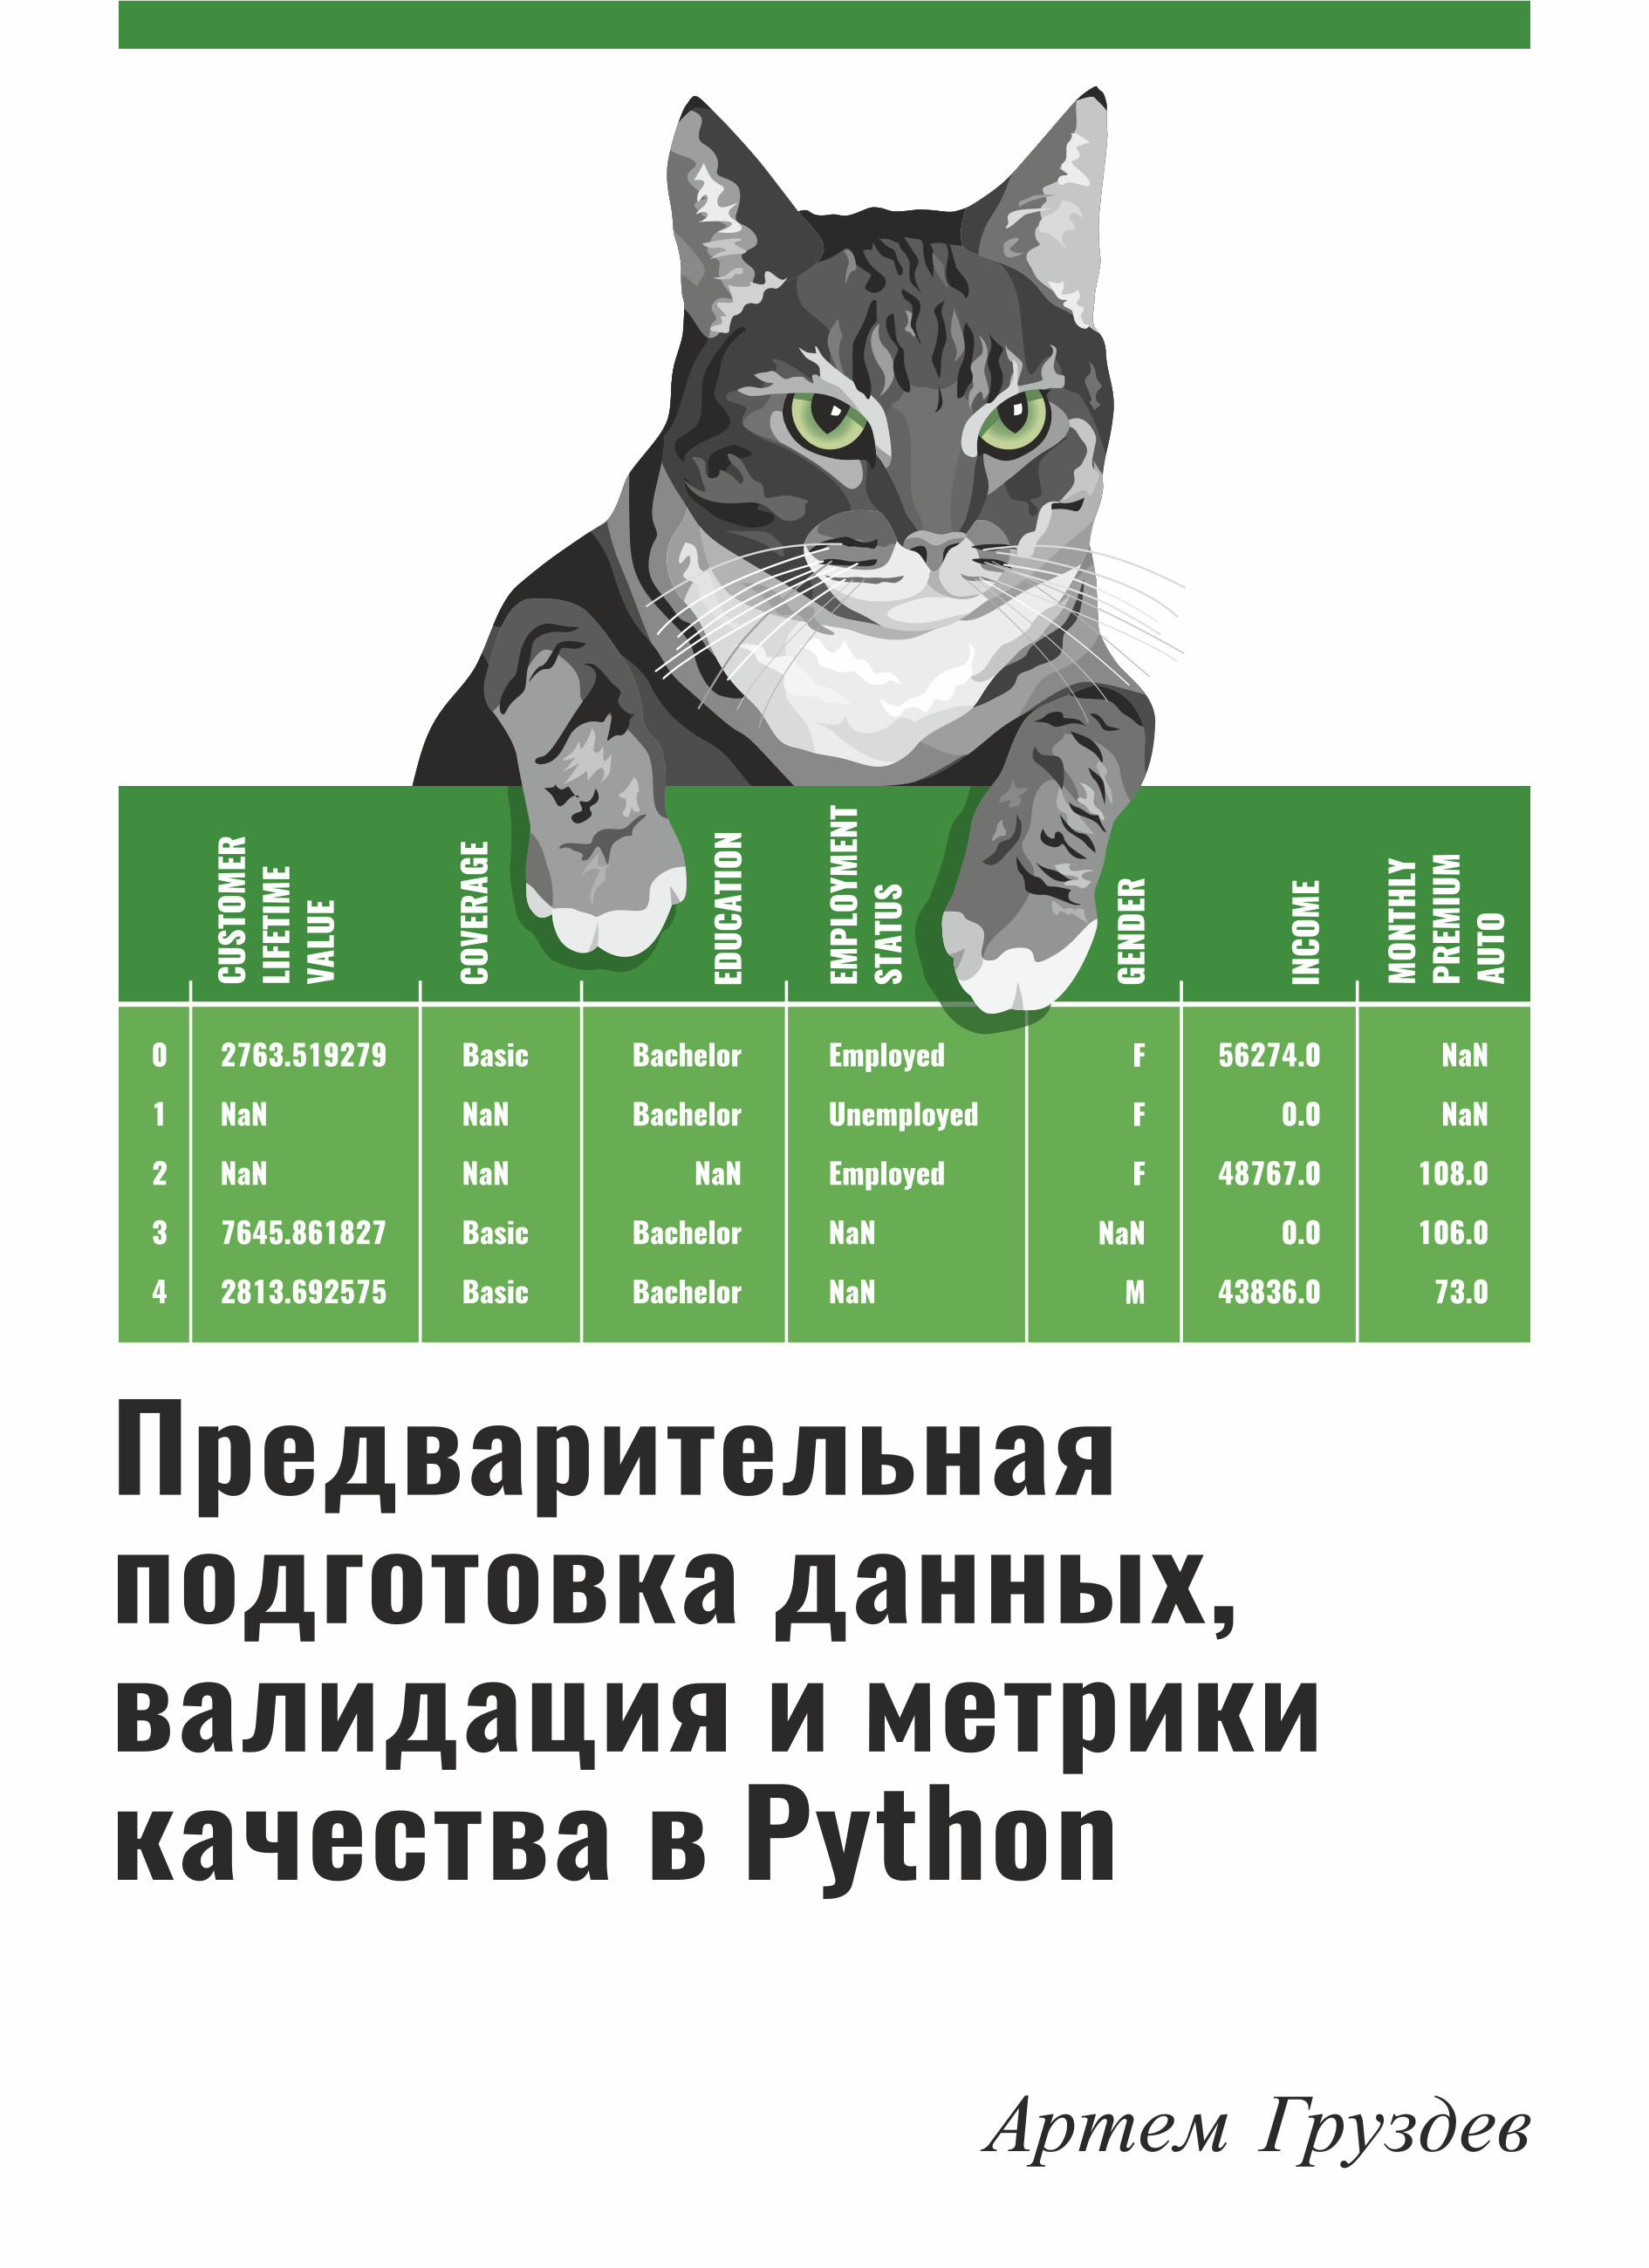 CUSTOMER
LIFETIME
VALUE
COVERAGE
EDUCATION
EMPLOYMENT
STATUS
GENDER
INCOME
MONTHLY
PREMIUM
AUTO
0 2763.519279 Basic Bachelor Employed F 56274.0 NaN
1 NaN NaN Bachelor Unemployed F 0.0 NaN
2 NaN NaN NaN Employed F 48767.0 108.0
3 7645.861827 Basic Bachelor NaN NaN 0.0 106.0
4 2813.692575 Basic Bachelor NaN M 43836.0 73.0
Предварительная
подготовка данных,
валидация и метрики
качества в Python
Артем Груздев